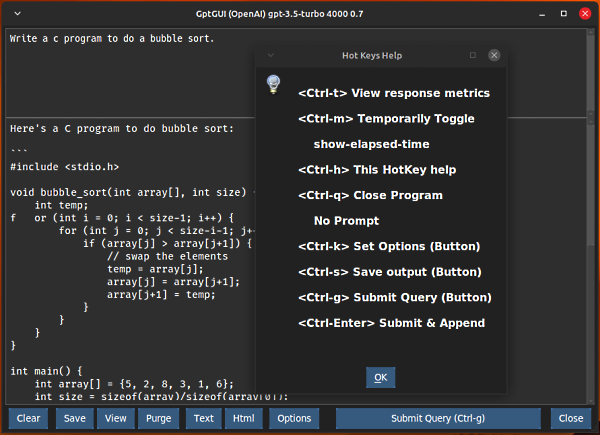 GptGUI (OpenAI) gpt-3.5-turbo 4000 0.7
Write a c program to do a bubble sort.
Hot Keys Help
<Ctrl-t> View response metrics
<Ctrl-m> Temporarily Toggle
show-elapsed-time
<Ctrl-h> This HotKey help
<Ctrl-q> Close Program
No Prompt
<Ctrl-k> Set Options (Button)
<Ctrl-s> Save output (Button)
<Ctrl-g> Submit Query (Button)
<Ctrl-Enter> Submit & Append
OK
Here's a C program to do bubble sort:
```
#include <stdio.h>
void bubble_sort(int array[], int size)
    int temp;
f   or (int i = 0; i < size-1; i++) {
        for (int j = 0; j < size-i-1; j+
            if (array[j] > array[j+1]) {
                // swap the elements
                temp = array[j];
                array[j] = array[j+1];
                array[j+1] = temp;
            }
        }
    }
}
int main() {
    int array[] = {5, 2, 8, 3, 1, 6};
    int size = sizeof(array)/sizeof(array[0]);
Clear Save View Purge Text Html Options Submit Query (Ctrl-g) Close